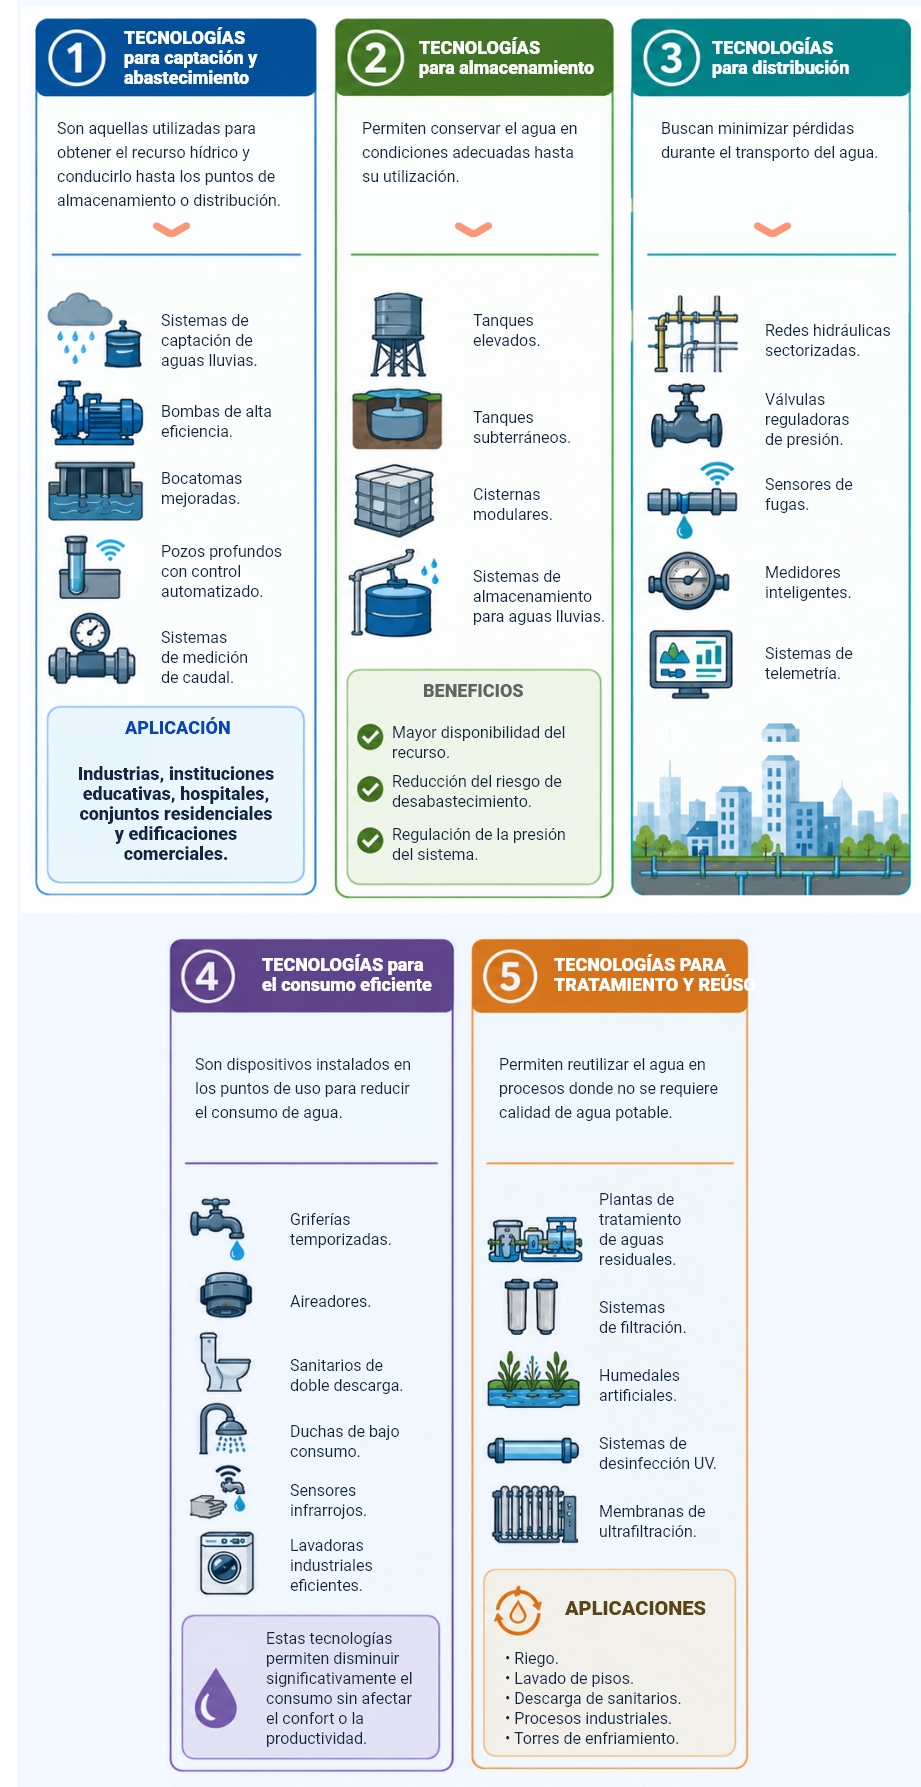 1
TECNOLOGÍAS
para captación y
abastecimiento
Son aquellas utilizadas para
obtener el recurso hídrico y
conducirlo hasta los puntos de
almacenamiento o distribución.
Sistemas de
captación de
aguas lluvias.
Bombas de alta
eficiencia.
Bocatomas
mejoradas.
Pozos profundos
con control
automatizado.
Sistemas
de medición
de caudal.
APLICACIÓN
Industrias, instituciones
educativas, hospitales,
conjuntos residenciales
y edificaciones
comerciales.
2
TECNOLOGÍAS
para almacenamiento
Permiten conservar el agua en
condiciones adecuadas hasta
su utilización.
Tanques
elevados.
Tanques
subterráneos.
Cisternas
modulares.
Sistemas de
almacenamiento
para aguas lluvias.
BENEFICIOS
Mayor disponibilidad del
recurso.
Reducción del riesgo de
desabastecimiento.
Regulación de la presión
del sistema.
3
TECNOLOGÍAS
para distribución
Buscan minimizar pérdidas
durante el transporto del agua.
Redes hidráulicas
sectorizadas.
Válvulas
reguladoras
de presión.
Sensores de
fugas.
Medidores
inteligentes.
Sistemas de
telemetría.
4
TECNOLOGÍAS para
el consumo eficiente
Son dispositivos instalados en
los puntos de uso para reducir
el consumo de agua.
Griferías
temporizadas.
Aireadores.
Sanitarios de
doble descarga.
Duchas de bajo
consumo.
Sensores
infrarrojos.
Lavadoras
industriales
eficientes.
Estas tecnologías
permiten disminuir
significativamente el
consumo sin afectar
el confort o la
productividad.
5
TECNOLOGÍAS PARA
TRATAMIENTO Y REÚSO
Permiten reutilizar el agua en
procesos donde no se requiere
calidad de agua potable.
Plantas de
tratamiento
de aguas
residuales.
Sistemas
de filtración.
Humedales
artificiales.
Sistemas de
desinfección UV.
Membranas de
ultrafiltración.
APLICACIONES
• Riego.
• Lavado de pisos.
• Descarga de sanitarios.
• Procesos industriales.
• Torres de enfriamiento.